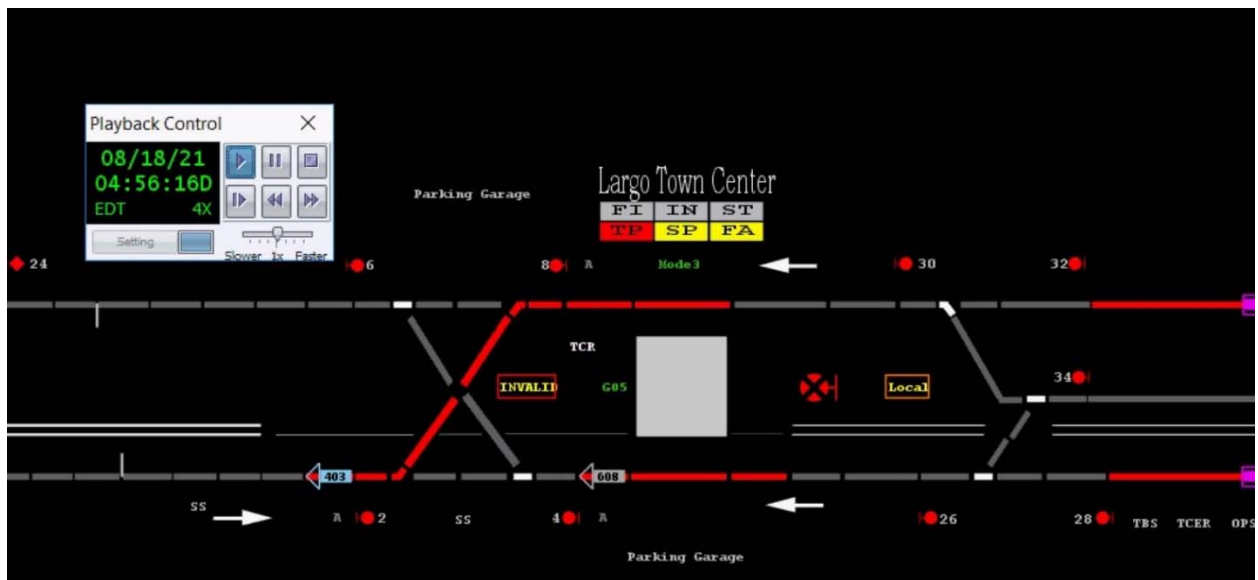 Playback Control
08/18/21
04:56:16D
EDT 4X
Setting
Slower 1x Faster
Parking Garage
Largo Town Center
FI IN ST
TP SP FA
24
6
8 A Mode3
30
32
TCR
INVALID G05
Local
34
403
608
SS A 2 SS 4 A
26
28 TBS TCER OPS
Parking Garage